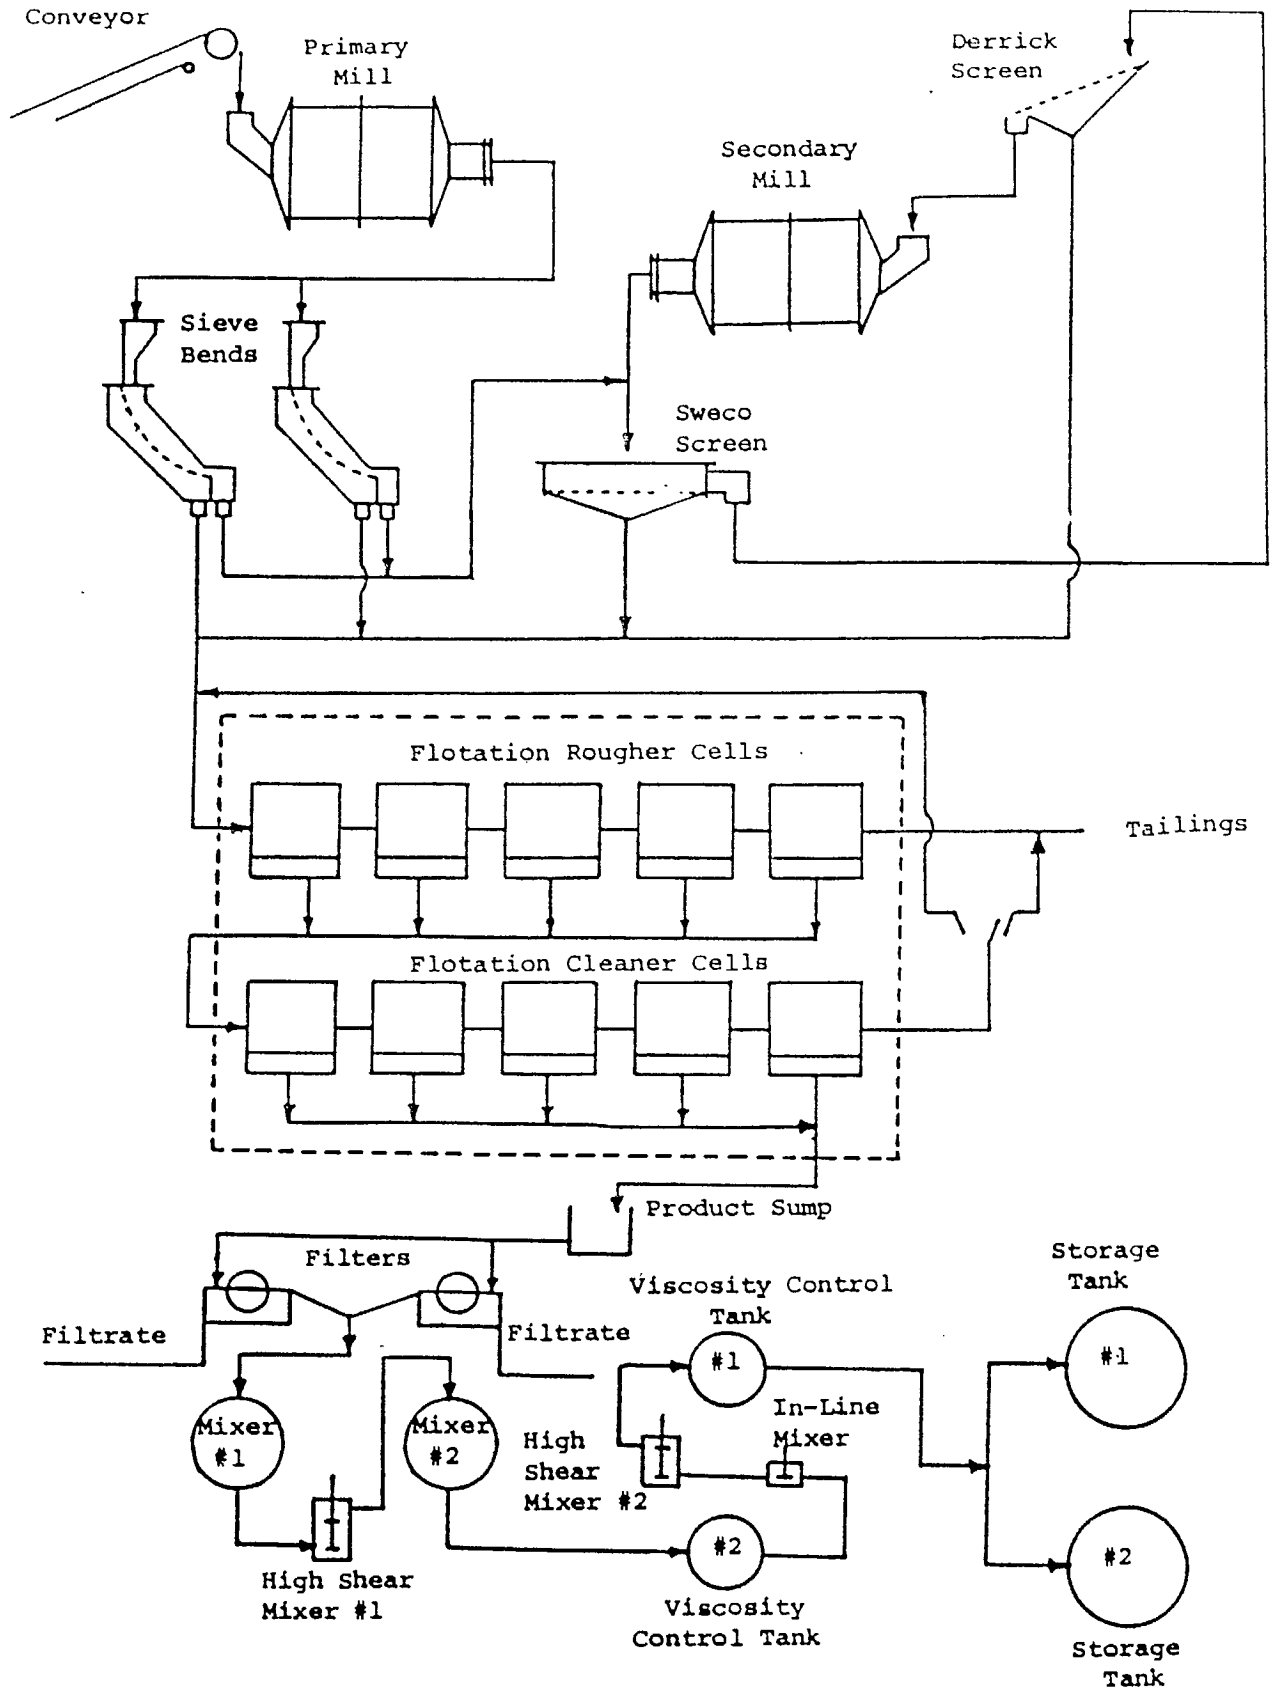 Conveyor
Primary
Mill
Derrick
Screen
Secondary
Mill
Sieve
Bends
Sweco
Screen
Flotation Rougher Cells
Tailings
Flotation Cleaner Cells
Product Sump
Filters
Storage
Tank
Viscosity Control
Tank
Filtrate
Filtrate
#1
#1
In-Line
Mixer
Mixer
#1
Mixer
#2
High
Shear
Mixer #2
#2
#2
High Shear
Mixer #1
Viscosity
Control Tank
Storage
Tank